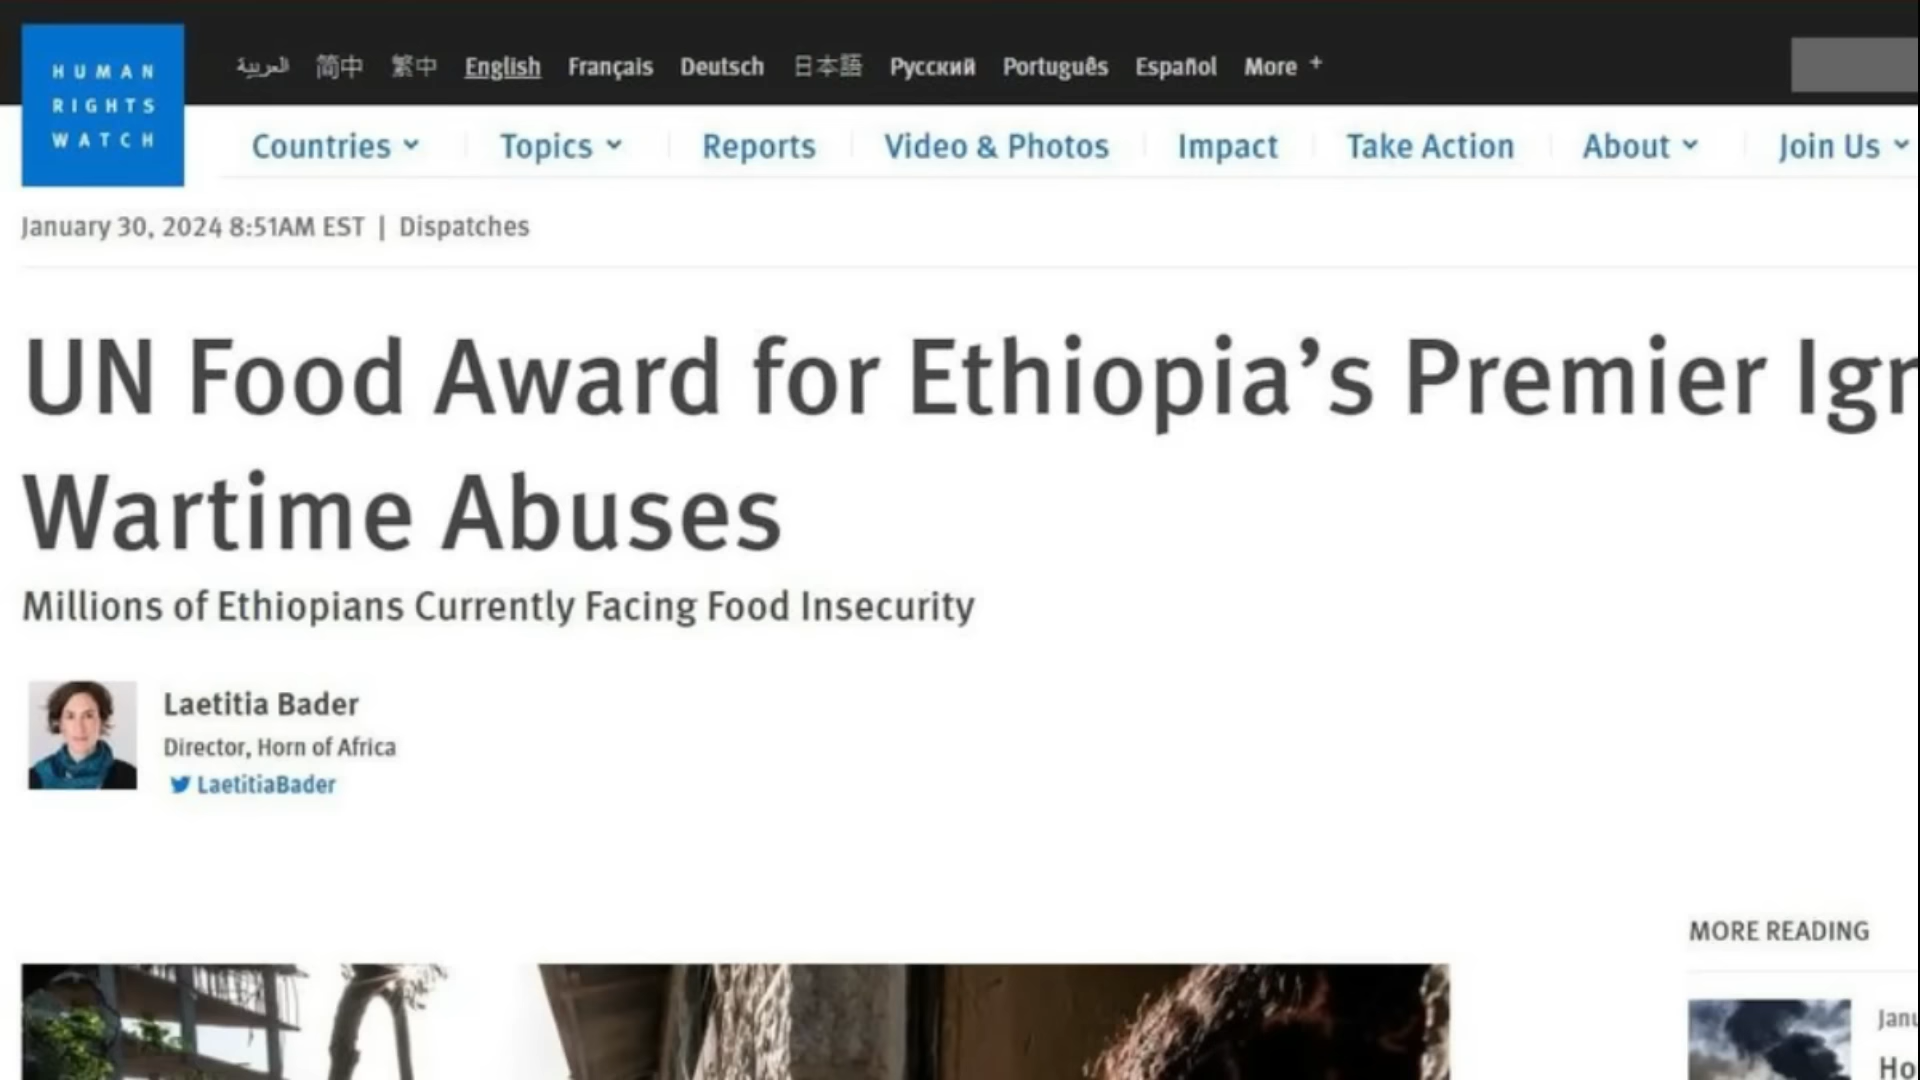 HUMAN
RIGHTS
WATCH
العربية 简中 繁中 English Français Deutsch 日本語 Русский Português Español More +
Countries Topics Reports Video & Photos Impact Take Action About Join Us
January 30, 2024 8:51AM EST | Dispatches
UN Food Award for Ethiopia’s Premier
Wartime Abuses
Millions of Ethiopians Currently Facing Food Insecurity
Laetitia Bader
Director, Horn of Africa
LaetitiaBader
MORE READING